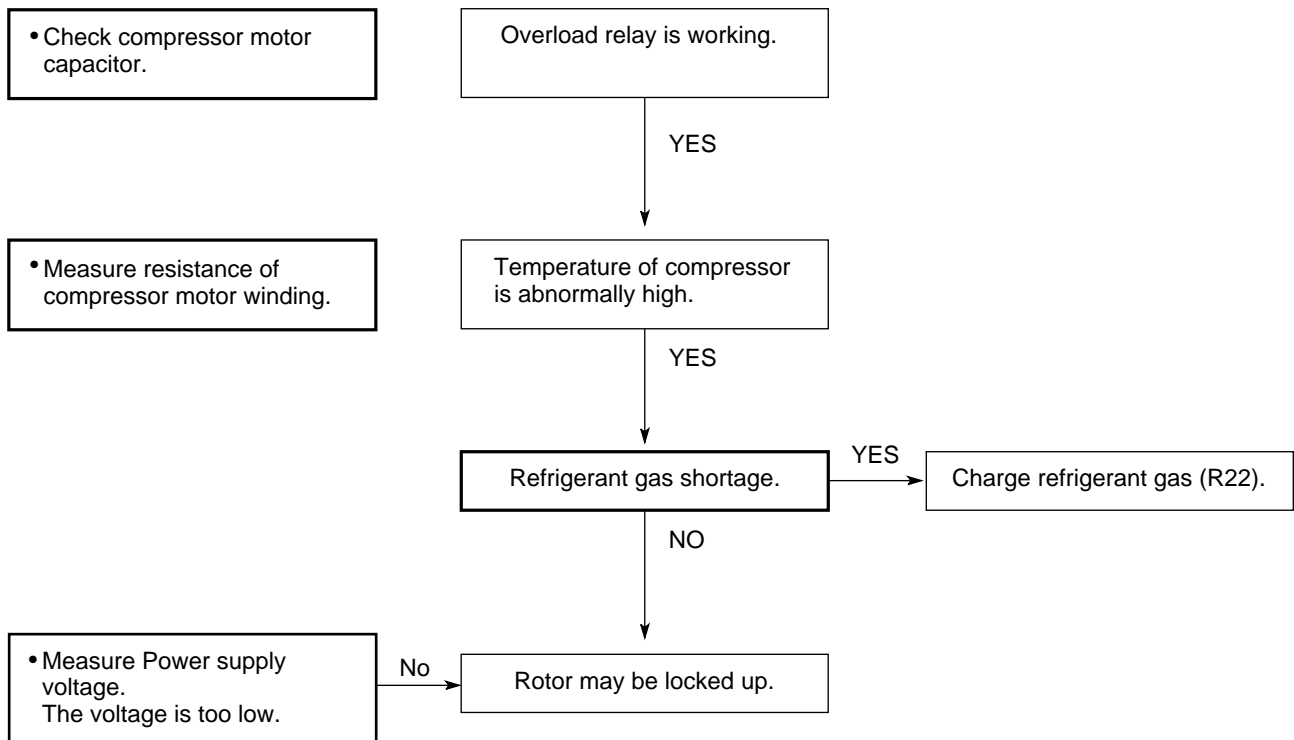 • Check compressor motor
capacitor.
Overload relay is working.
YES
• Measure resistance of
compressor motor winding.
Temperature of compressor
is abnormally high.
YES
Refrigerant gas shortage.
YES
Charge refrigerant gas (R22).
NO
• Measure Power supply
voltage.
The voltage is too low.
No
Rotor may be locked up.